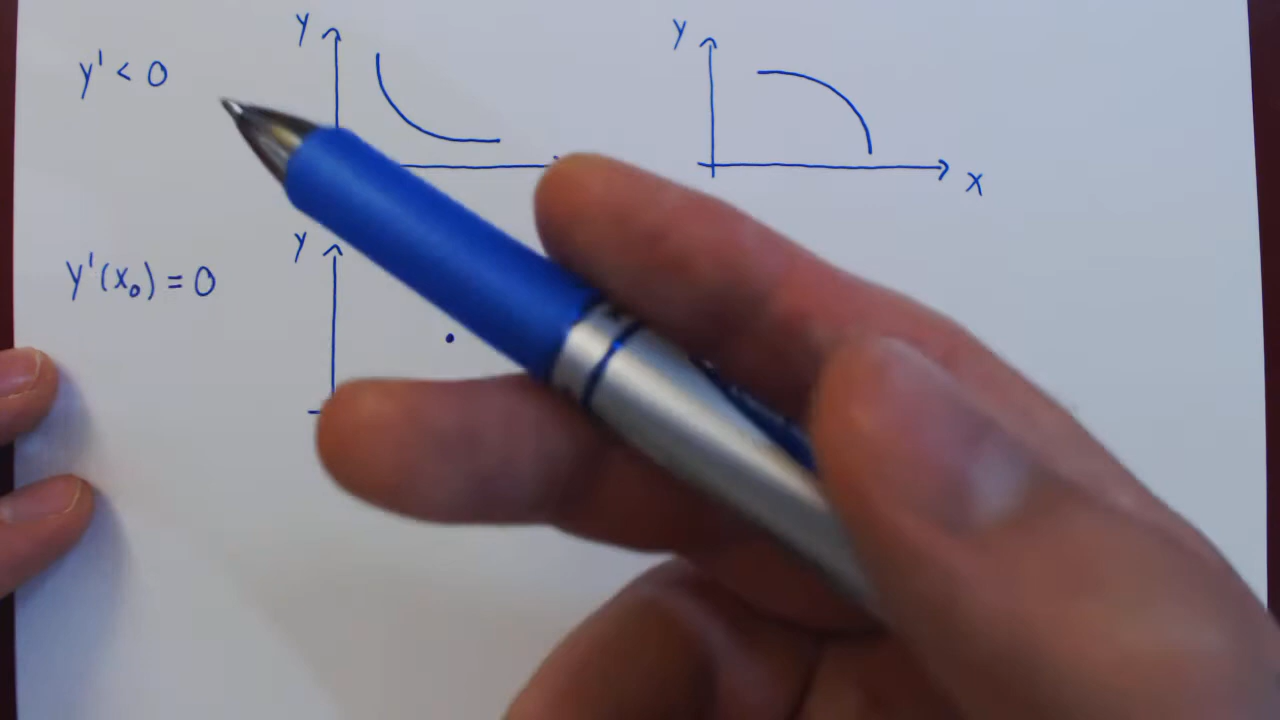 y' < 0
y
y
x
y'(x₀) = 0
y